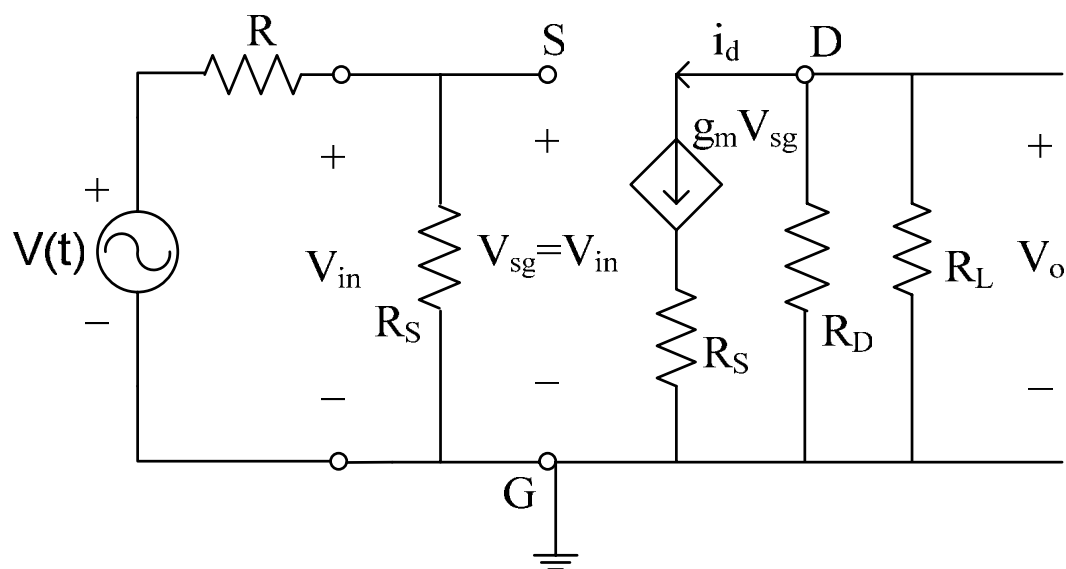 R
S
i_d
D
+
+
+
+
g_mV_sg
V(t)
V_in
V_sg=V_in
R_S
R_S
R_D
R_L
V_o
−
−
−
−
G